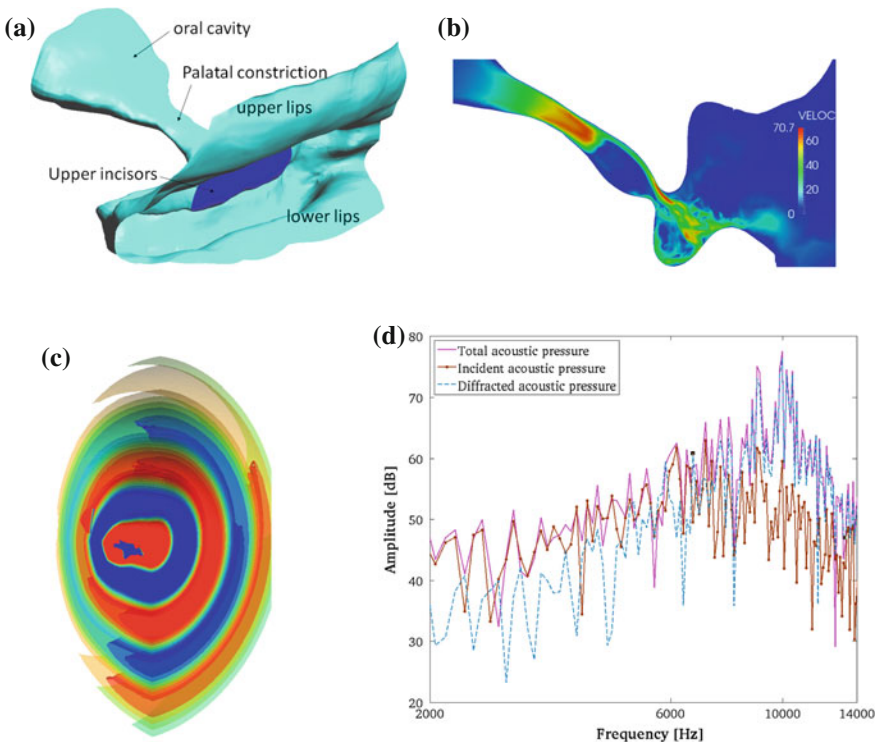 (a)
oral cavity
Palatal constriction
upper lips
Upper incisors
lower lips
(b)
VELOC
70.7
60
40
20
0
(c)
(d)
80
70
60
50
40
30
20
Amplitude [dB]
Total acoustic pressure
Incident acoustic pressure
Diffracted acoustic pressure
2000
6000
10000
14000
Frequency [Hz]